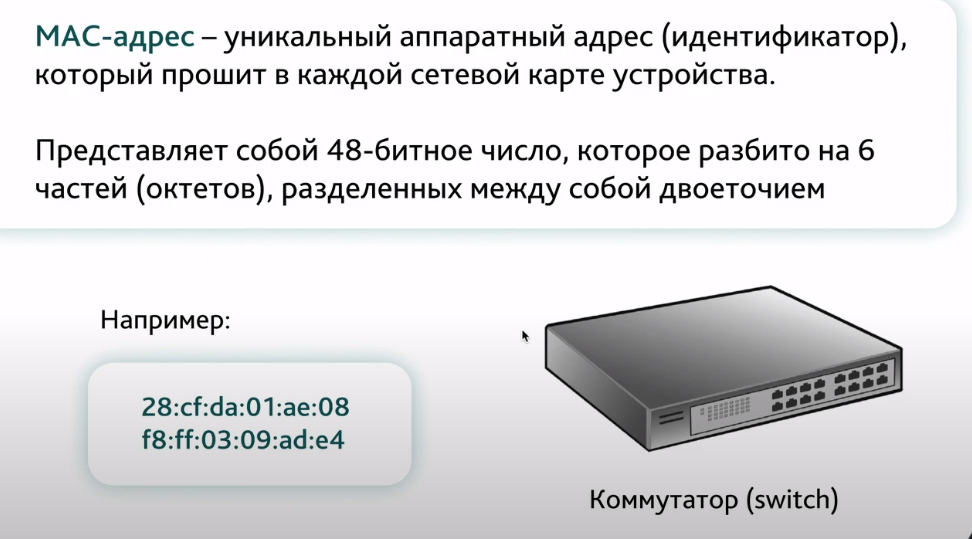 MAC-адрес – уникальный аппаратный адрес (идентификатор),
который прошит в каждой сетевой карте устройства.
Представляет собой 48-битное число, которое разбито на 6
частей (октетов), разделенных между собой двоеточием
Например:
28:cf:da:01:ae:08
f8:ff:03:09:ad:e4
Коммутатор (switch)